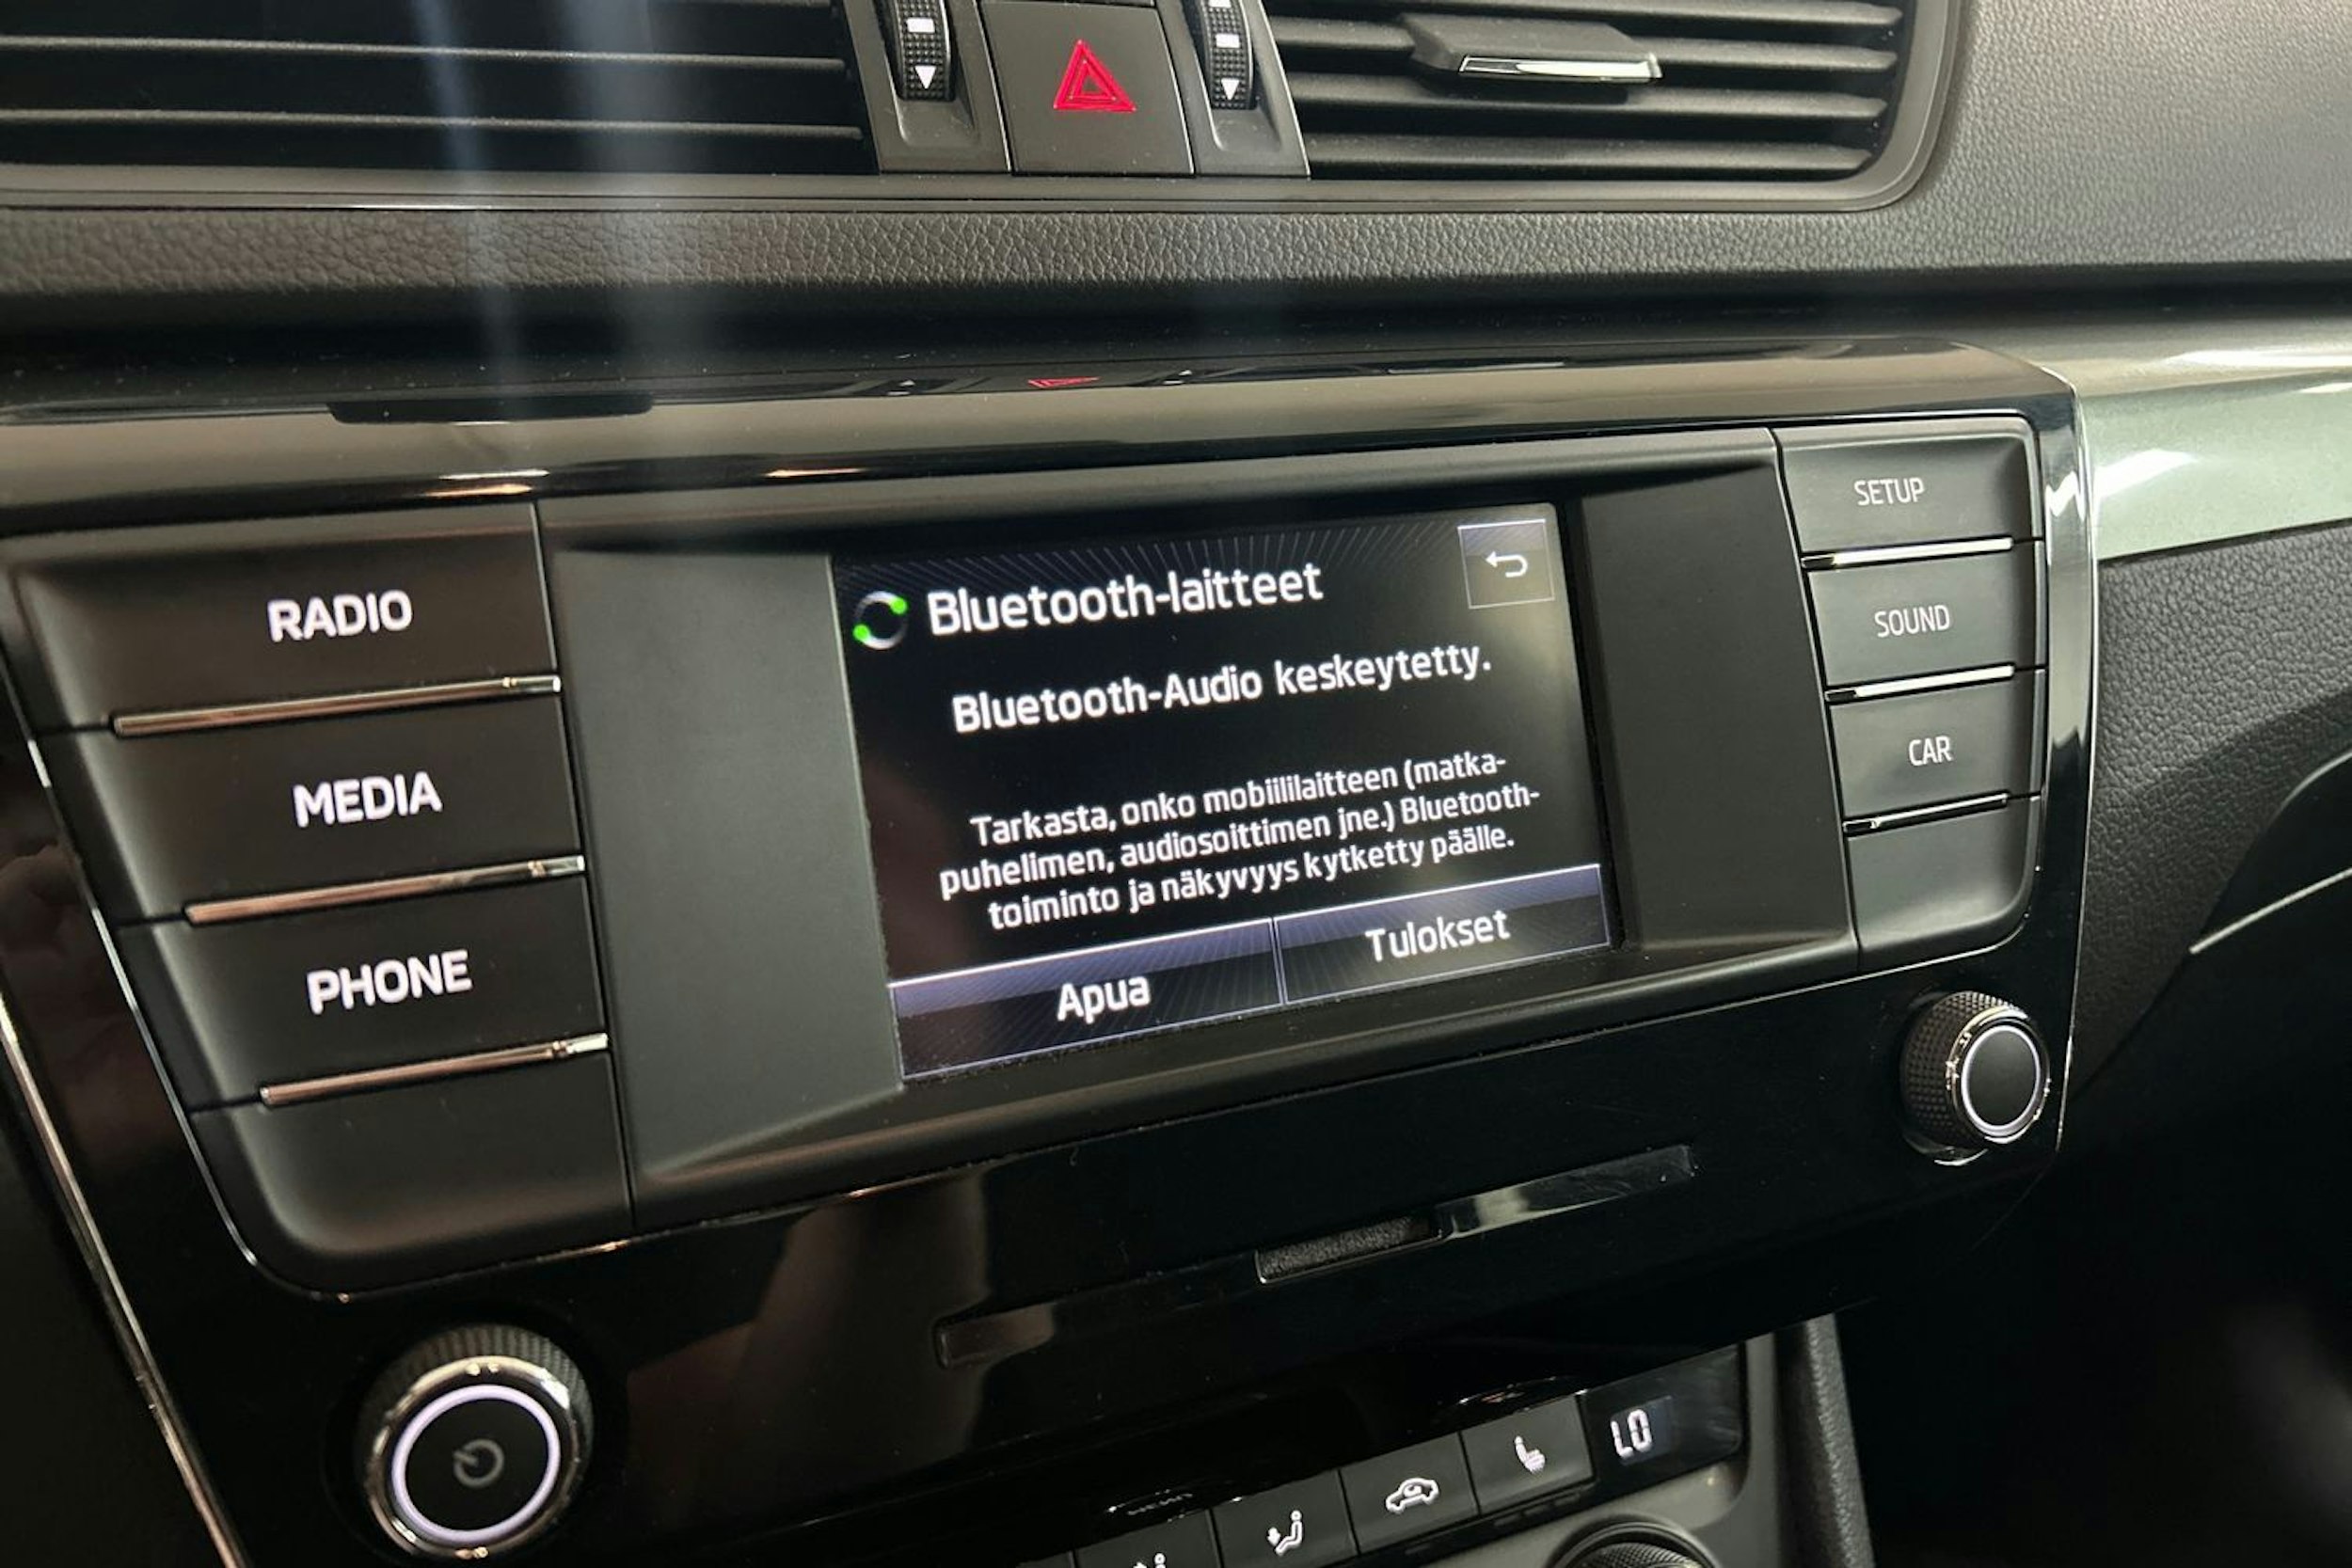 RADIO
MEDIA
PHONE
Bluetooth-laitteet
Bluetooth-Audio keskeytetty.
Tarkasta, onko mobiililaitteen (matka-
puhelimen, audiosoittimen jne.) Bluetooth-
toiminto ja näkyvyys kytketty päälle.
Apua
Tulokset
SETUP
SOUND
CAR
LO